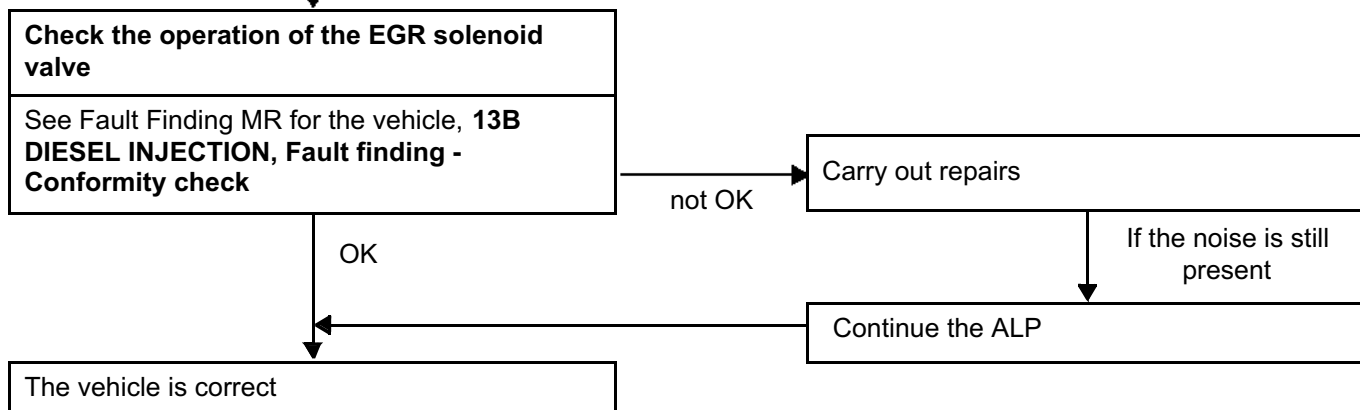 Check the operation of the EGR solenoid
valve
See Fault Finding MR for the vehicle, 13B
DIESEL INJECTION, Fault finding -
Conformity check
not OK
Carry out repairs
OK
If the noise is still
present
Continue the ALP
The vehicle is correct